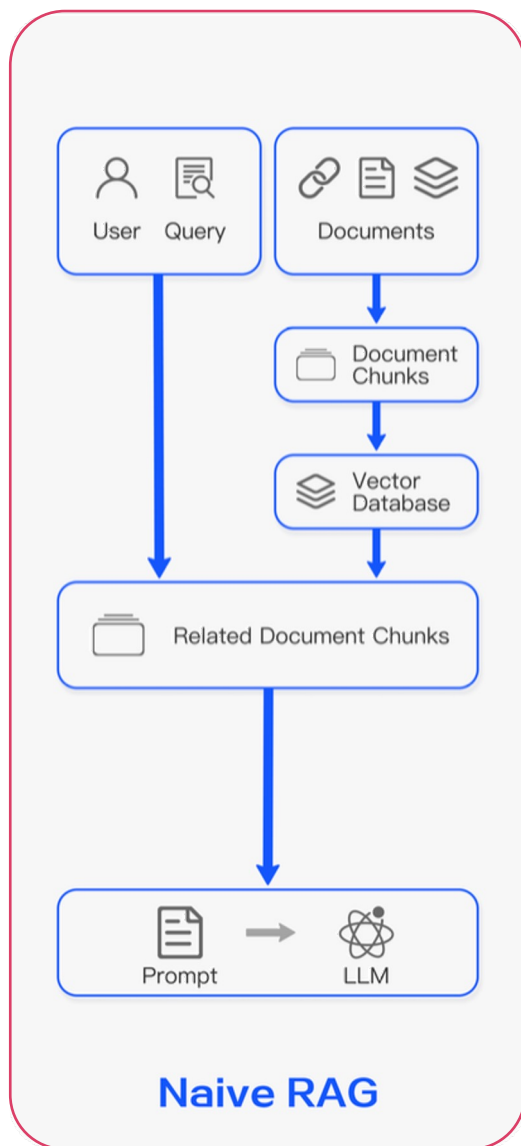 User Query
Documents
Document
Chunks
Vector
Database
Related Document Chunks
Prompt
LLM
Naive RAG